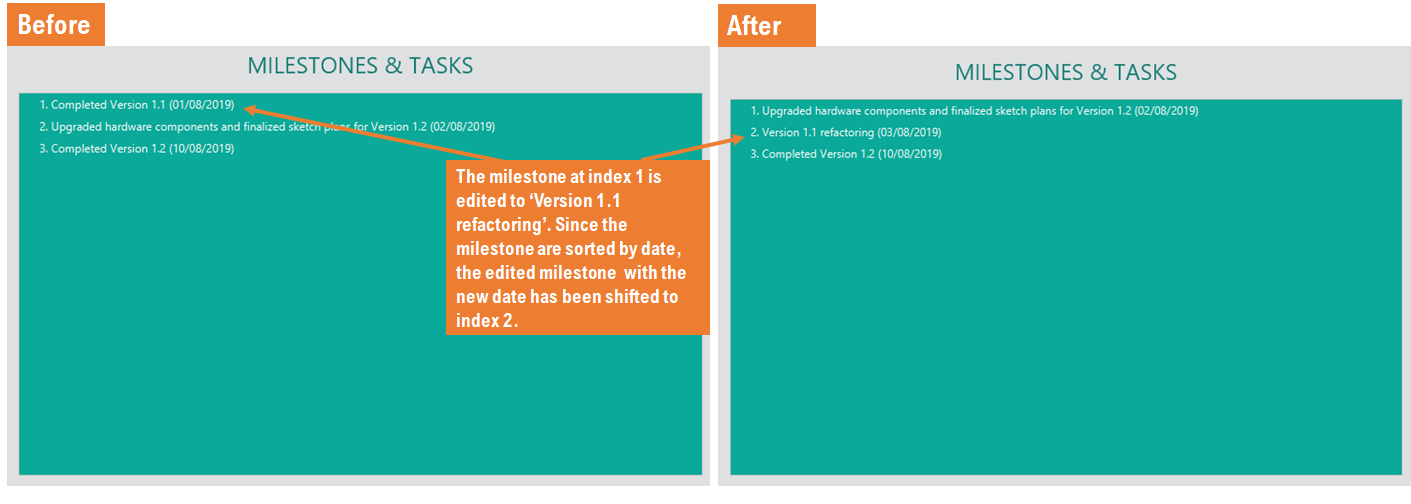 Before
MILESTONES & TASKS
1. Completed Version 1.1 (01/08/2019)
2. Upgraded hardware components and finalized sketch plans for Version 1.2 (02/08/2019)
3. Completed Version 1.2 (10/08/2019)
The milestone at index 1 is
edited to ‘Version 1.1
refactoring’. Since the
milestone are sorted by date,
the edited milestone with the
new date has been shifted to
index 2.
After
MILESTONES & TASKS
1. Upgraded hardware components and finalized sketch plans for Version 1.2 (02/08/2019)
2. Version 1.1 refactoring (03/08/2019)
3. Completed Version 1.2 (10/08/2019)